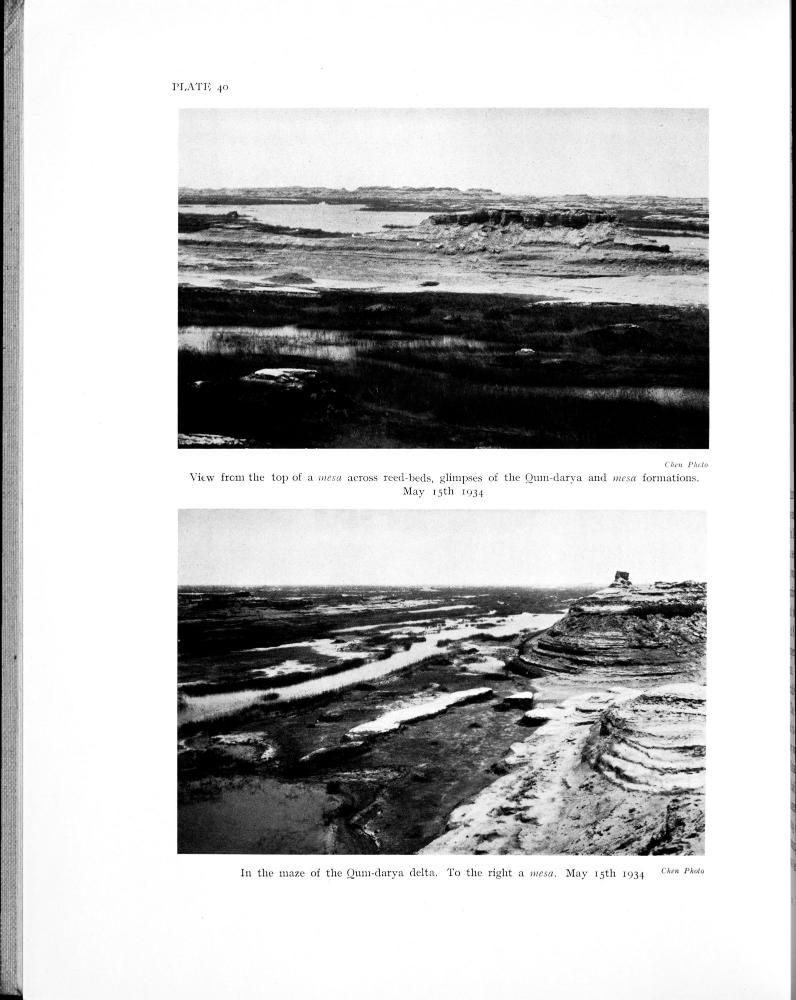 PLATE 40
Chen Photo
View from the top of a mesa across reed-beds, glimpses of the Qum-darya and mesa formations.
May 15th 1934
In the maze of the Qum-darya delta. To the right a mesa. May 15th 1934
Chen Photo